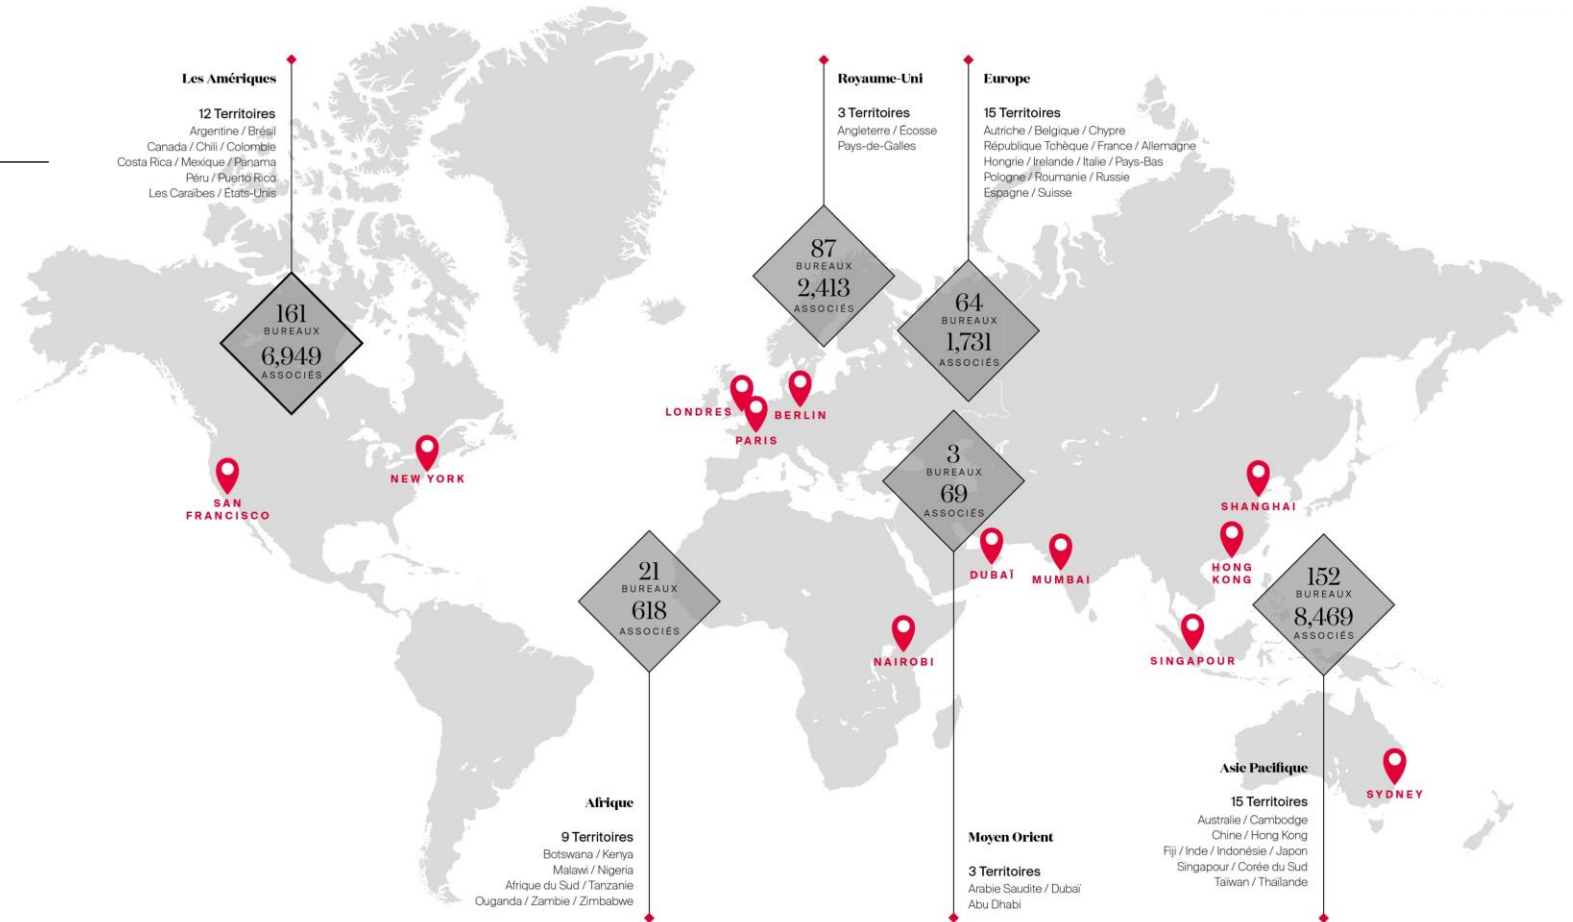 Les Amériques
12 Territoires
Argentine / Brésil
Canada / Chili / Colombie
Costa Rica / Mexique / Panama
Péru / Puerto Rico
Les Caraïbes / États-Unis
161
BUREAUX
6,949
ASSOCIÉS
Royaume-Uni
3 Territoires
Angleterre / Écosse
Pays-de-Galles
87
BUREAUX
2,413
ASSOCIÉS
Europe
15 Territoires
Autriche / Belgique / Chypre
République Tchèque / France / Allemagne
Hongrie / Irelande / Italie / Pays-Bas
Pologne / Roumanie / Russie
Espagne / Suisse
64
BUREAUX
1,731
ASSOCIÉS
LONDRES
BERLIN
PARIS
NEW YORK
SAN
FRANCISCO
3
BUREAUX
69
ASSOCIÉS
SHANGHAI
HONG
KONG
DUBAÏ
MUMBAI
21
BUREAUX
618
ASSOCIÉS
152
BUREAUX
8,469
ASSOCIÉS
NAIROBI
SINGAPOUR
SYDNEY
Afrique
9 Territoires
Botswana / Kenya
Malawi / Nigeria
Afrique du Sud / Tanzanie
Ouganda / Zambie / Zimbabwe
Moyen Orient
3 Territoires
Arabie Saudite / Dubaï
Abu Dhabi
Asie Pacifique
15 Territoires
Australie / Cambodge
Chine / Hong Kong
Fiji / Inde / Indonésie / Japon
Singapour / Corée du Sud
Taïwan / Thaïlande